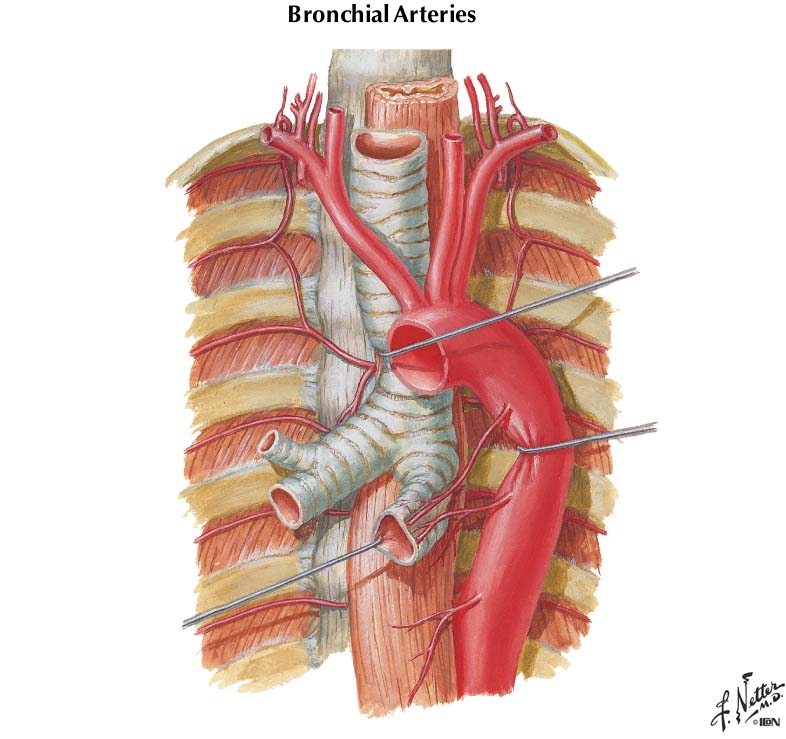 Bronchial Arteries
F. Netter
M.D.
©ICON